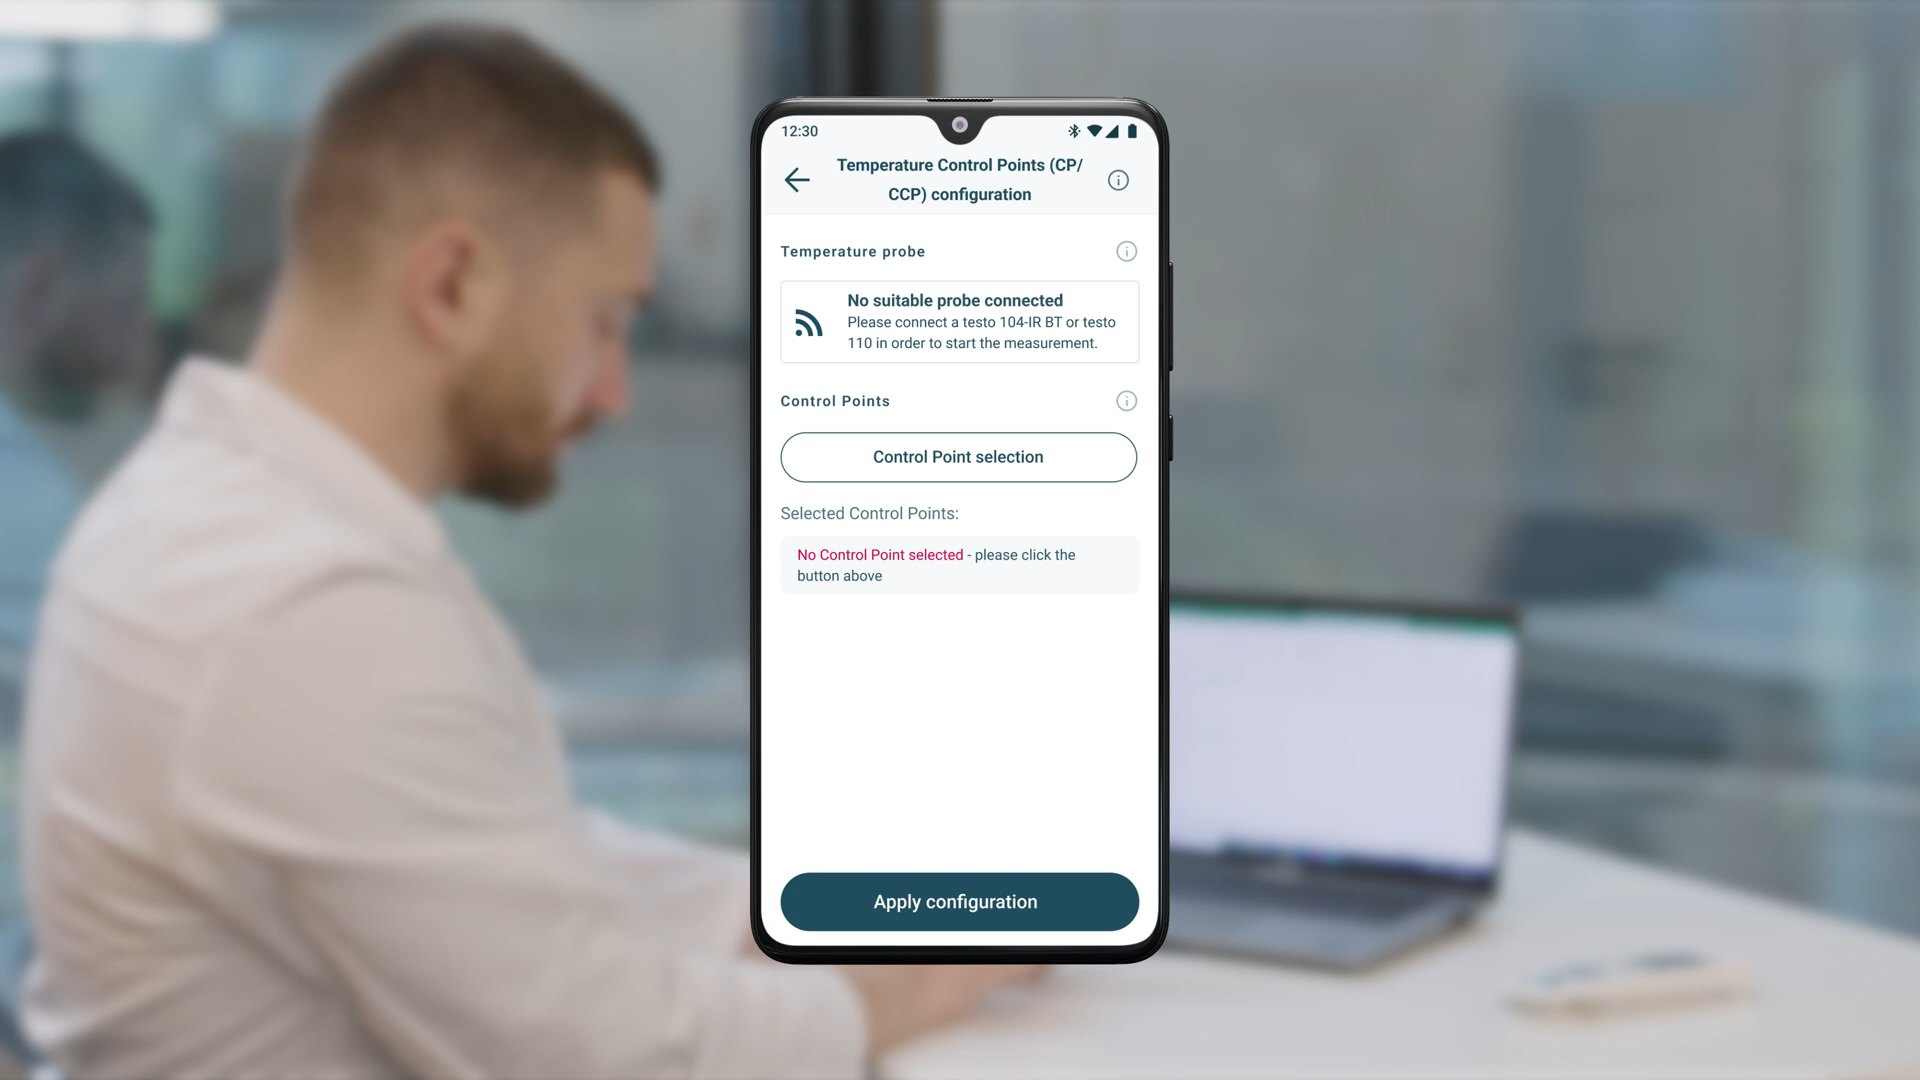 12:30
Temperature Control Points (CP/
CCP) configuration
Temperature probe
No suitable probe connected
Please connect a testo 104-IR BT or testo
110 in order to start the measurement.
Control Points
Control Point selection
Selected Control Points:
No Control Point selected - please click the
button above
Apply configuration